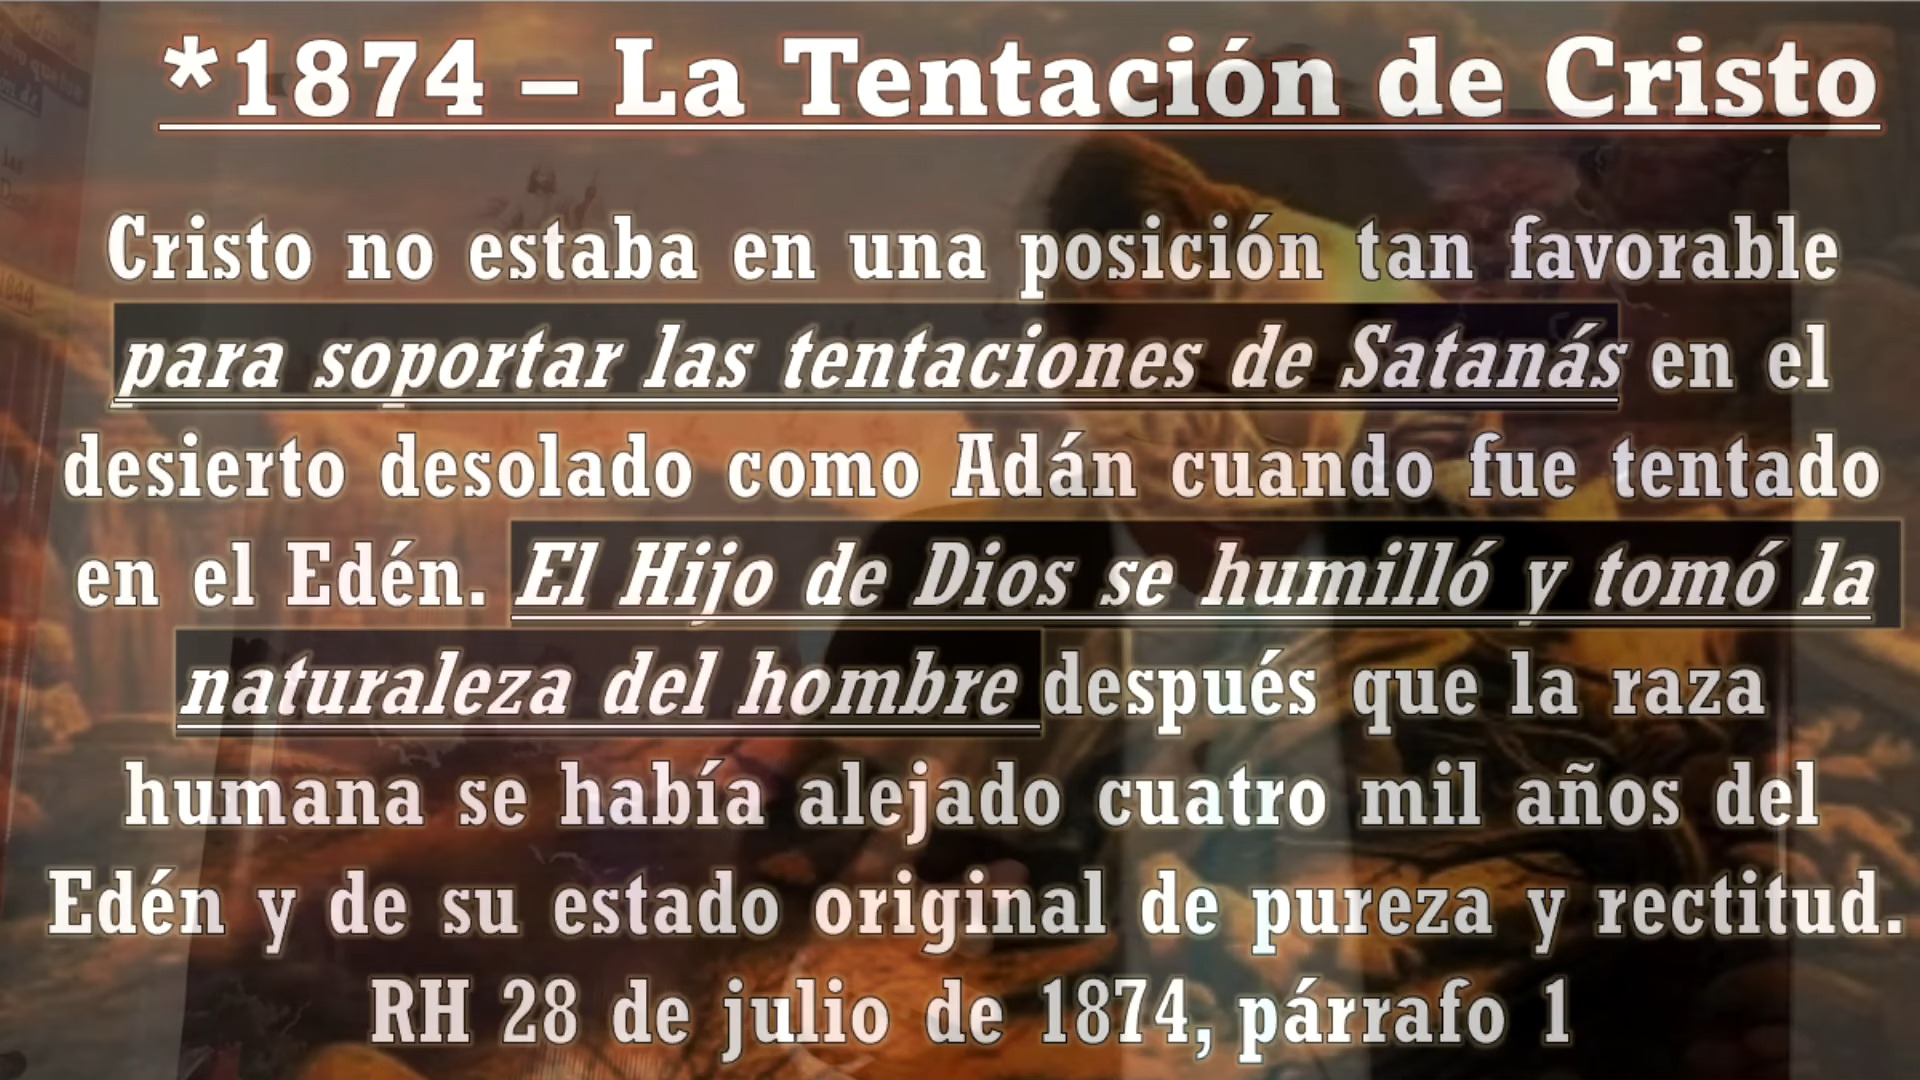 *1874 – La Tentación de Cristo
Cristo no estaba en una posición tan favorable
para soportar las tentaciones de Satanás en el
desierto desolado como Adán cuando fue tentado
en el Edén. El Hijo de Dios se humilló y tomó la
naturaleza del hombre después que la raza
humana se había alejado cuatro mil años del
Edén y de su estado original de pureza y rectitud.
RH 28 de julio de 1874, párrafo 1